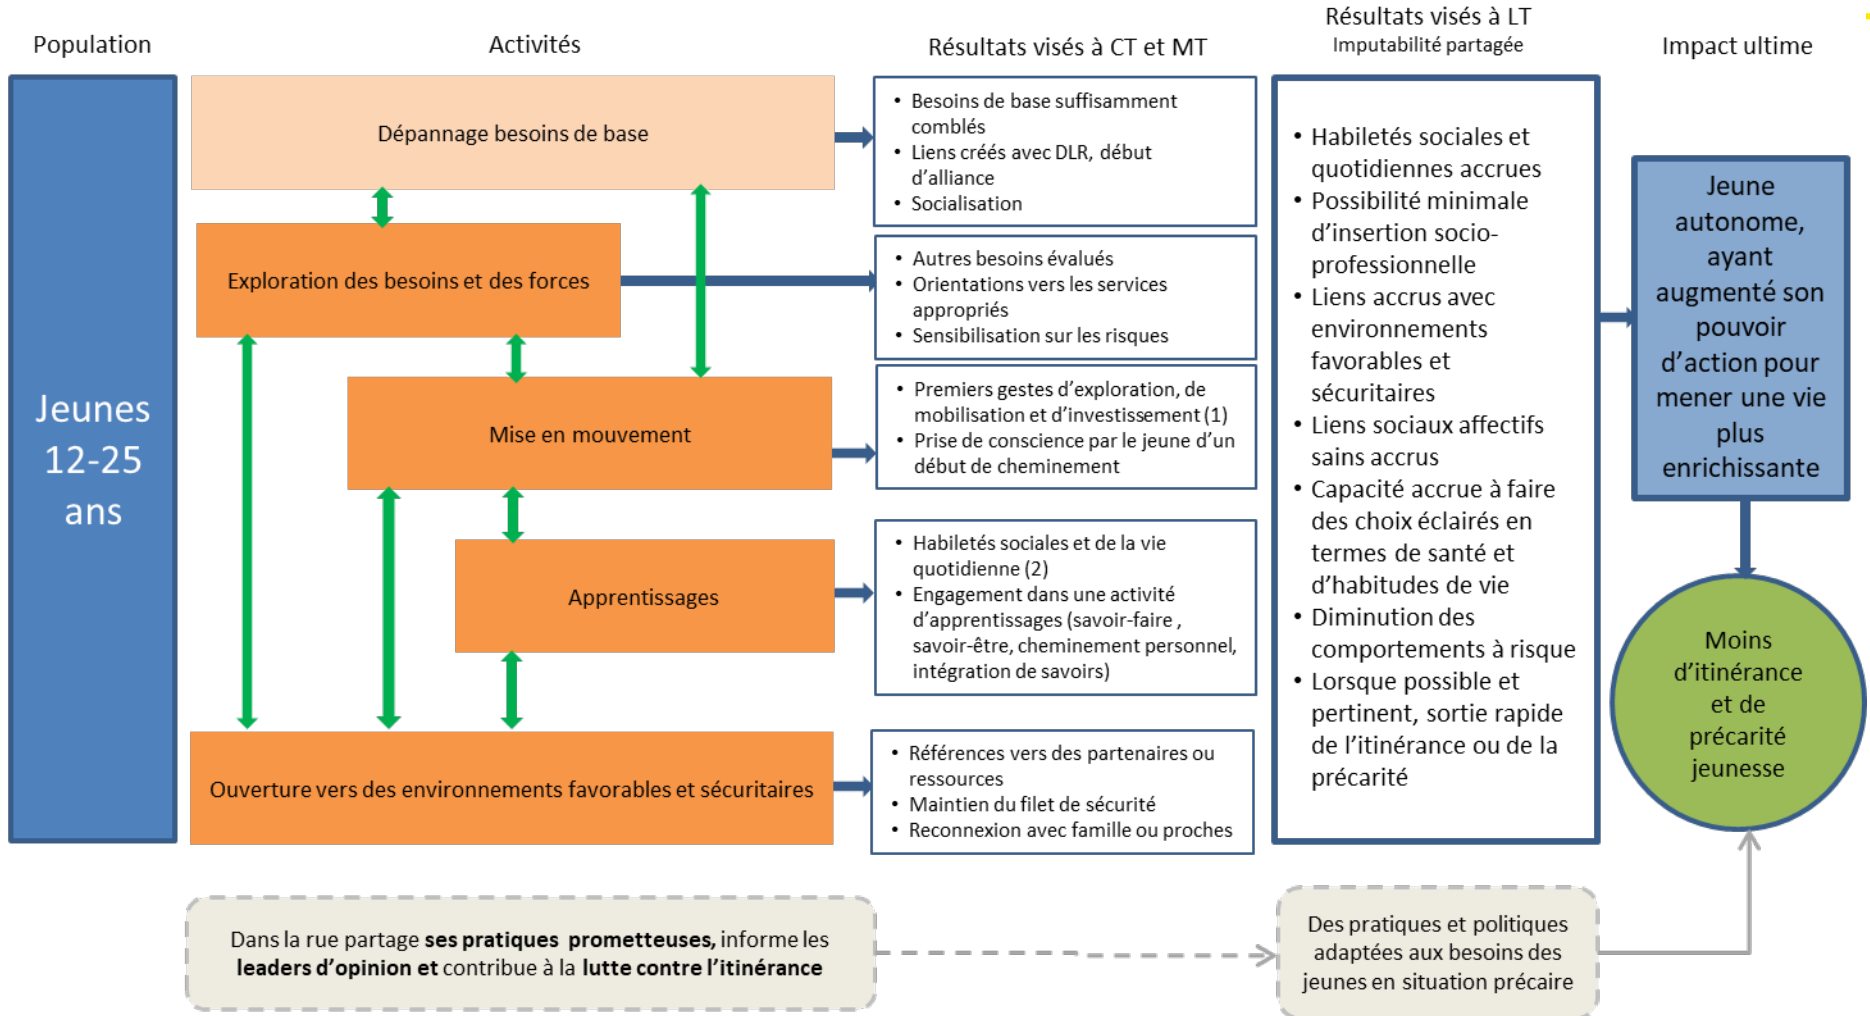 Population
Activités
Résultats visés à CT et MT
Résultats visés à LT
Imputabilité partagée
Impact ultime
Jeunes
12-25
ans
Dépannage besoins de base
Exploration des besoins et des forces
Mise en mouvement
Apprentissages
Ouverture vers des environnements favorables et sécuritaires
• Besoins de base suffisamment
comblés
• Liens créés avec DLR, début
d’alliance
• Socialisation
• Autres besoins évalués
• Orientations vers les services
appropriés
• Sensibilisation sur les risques
• Premiers gestes d’exploration, de
mobilisation et d’investissement (1)
• Prise de conscience par le jeune d’un
début de cheminement
• Habiletés sociales et de la vie
quotidienne (2)
• Engagement dans une activité
d’apprentissages (savoir-faire ,
savoir-être, cheminement personnel,
intégration de savoirs)
• Références vers des partenaires ou
ressources
• Maintien du filet de sécurité
• Reconnexion avec famille ou proches
• Habiletés sociales et
quotidiennes accrues
• Possibilité minimale
d’insertion socio-
professionnelle
• Liens accrus avec
environnements
favorables et
sécuritaires
• Liens sociaux affectifs
sains accrus
• Capacité accrue à faire
des choix éclairés en
termes de santé et
d’habitudes de vie
• Diminution des
comportements à risque
• Lorsque possible et
pertinent, sortie rapide
de l’itinérance ou de la
précarité
Jeune
autonome,
ayant
augmenté son
pouvoir
d’action pour
mener une vie
plus
enrichissante
Moins
d’itinérance
et de
précarité
jeunesse
Dans la rue partage ses pratiques prometteuses, informe les
leaders d’opinion et contribue à la lutte contre l’itinérance
Des pratiques et politiques
adaptées aux besoins des
jeunes en situation précaire